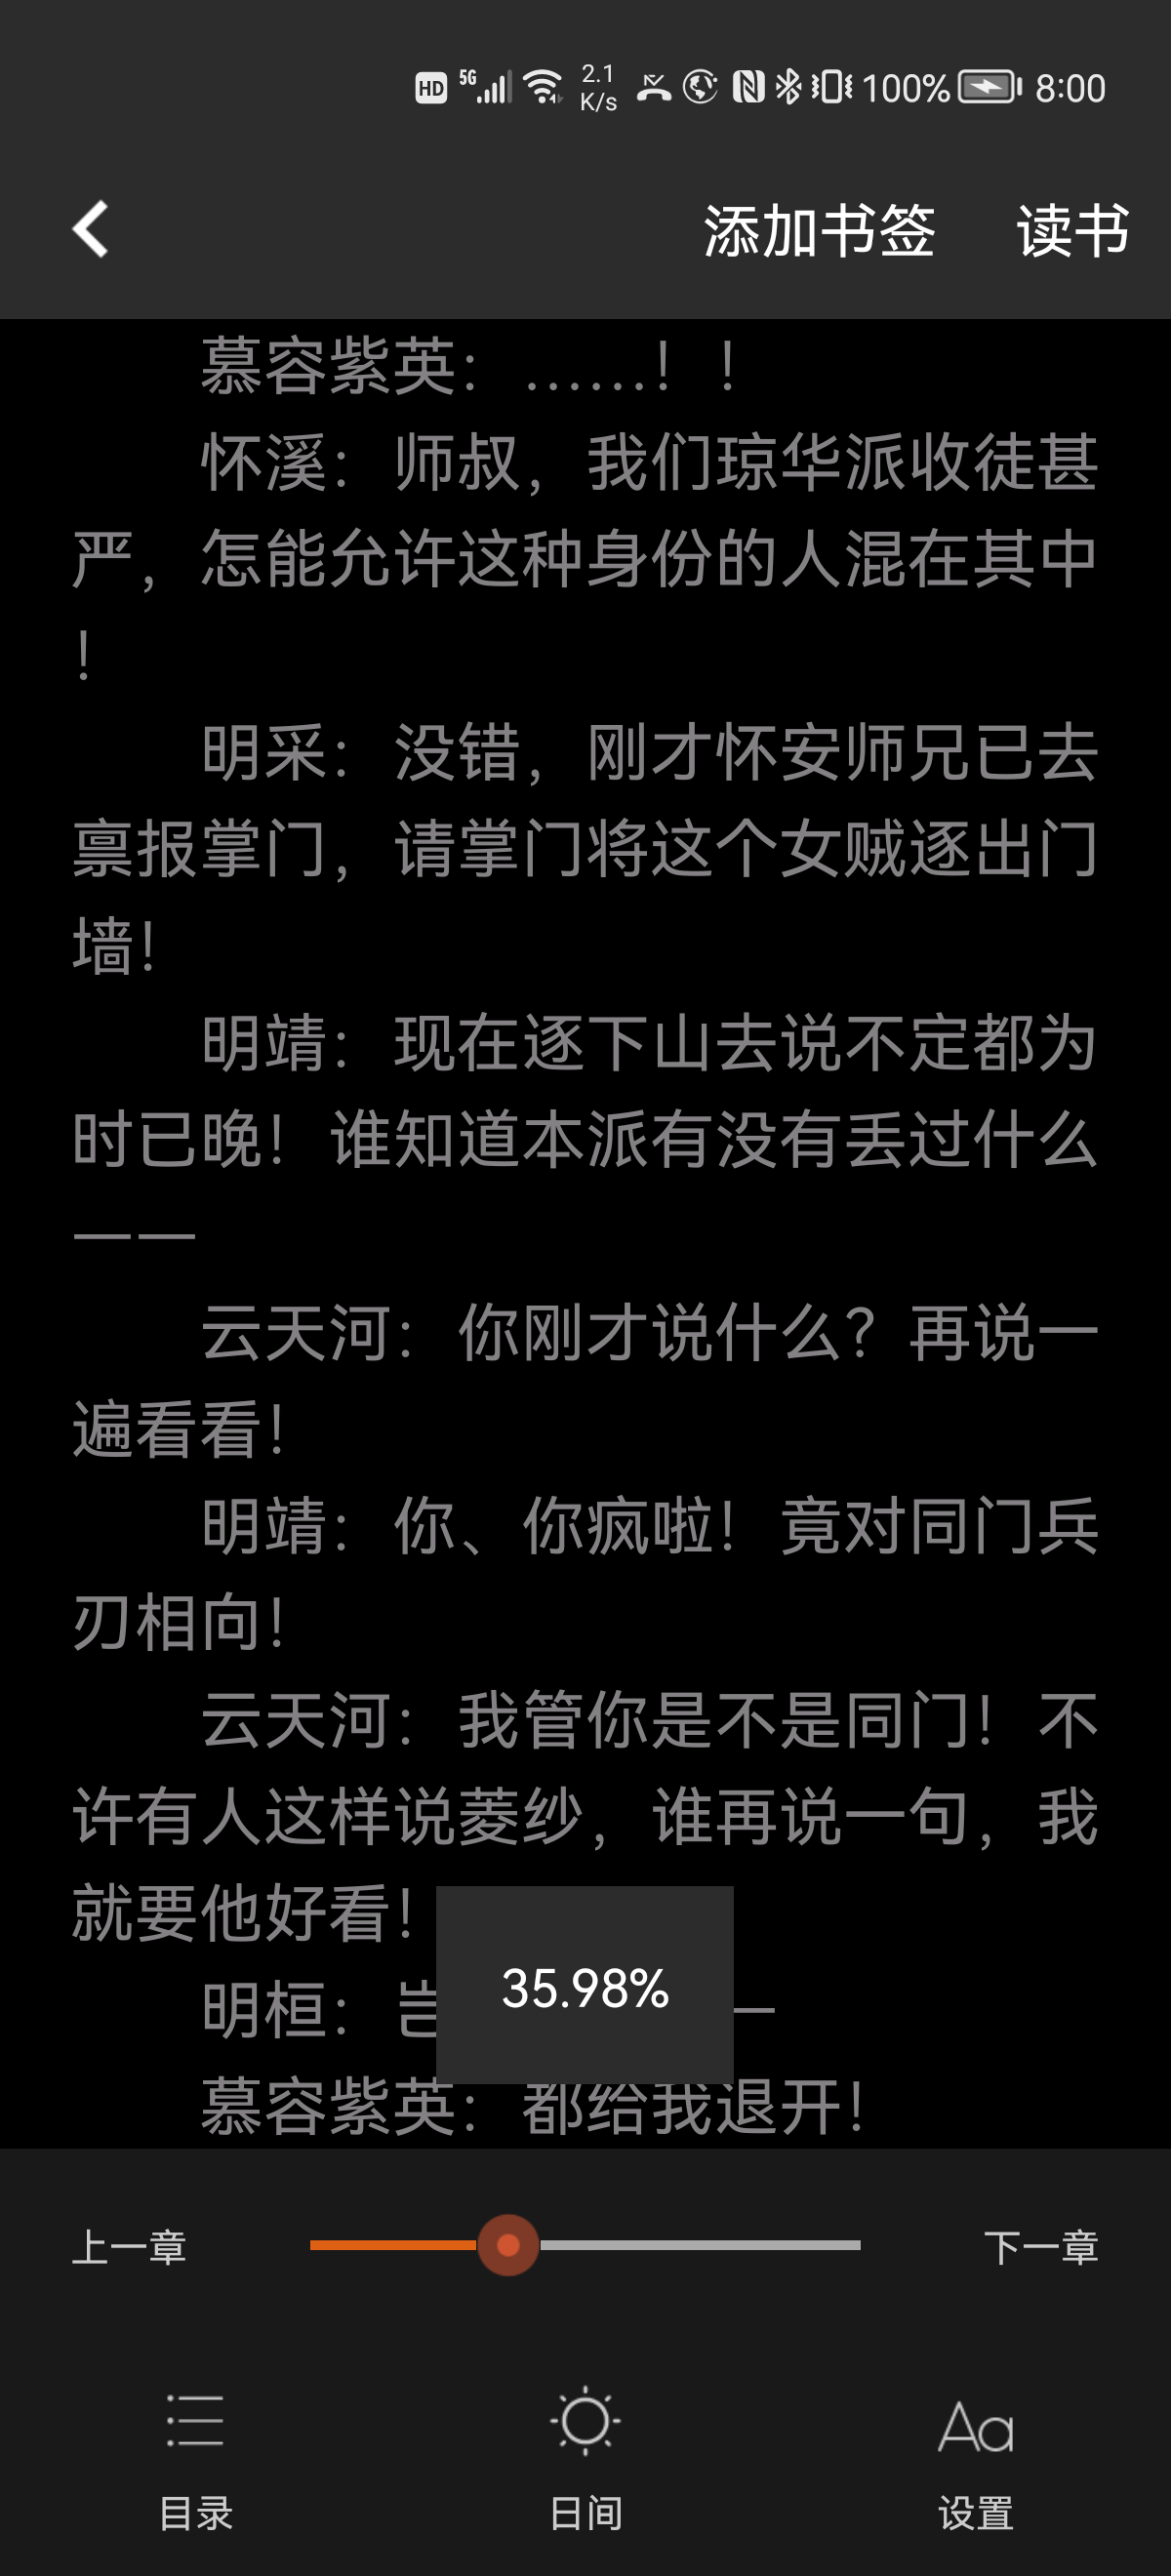 HD 5G 2.1 K/s 100% 8:00
添加书签 读书
慕容紫英：……！！
怀溪：师叔，我们琼华派收徒甚
严，怎能允许这种身份的人混在其中
！
明采：没错，刚才怀安师兄已去
禀报掌门，请掌门将这个女贼逐出门
墙！
明靖：现在逐下山去说不定都为
时已晚！谁知道本派有没有丢过什么
——
云天河：你刚才说什么？再说一
遍看看！
明靖：你、你疯啦！竟对同门兵
刃相向！
云天河：我管你是不是同门！不
许有人这样说菱纱，谁再说一句，我
就要他好看！
35.98%
明桓：岂
慕容紫英：都给我退开！
上一章 下一章
目录 日间 设置